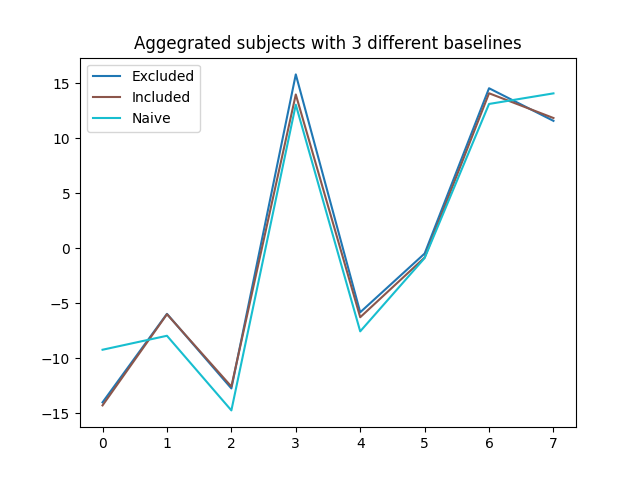 Aggegrated subjects with 3 different baselines
Excluded
Included
Naive
15
10
5
0
−5
−10
−15
0 1 2 3 4 5 6 7